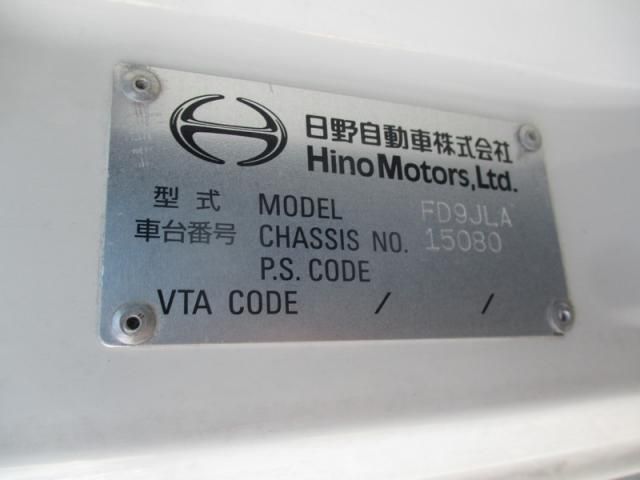 日野自動車株式会社
Hino Motors, Ltd.
型式 MODEL FD9JLA
車台番号 CHASSIS NO. 15080
P.S. CODE
VTA CODE / /